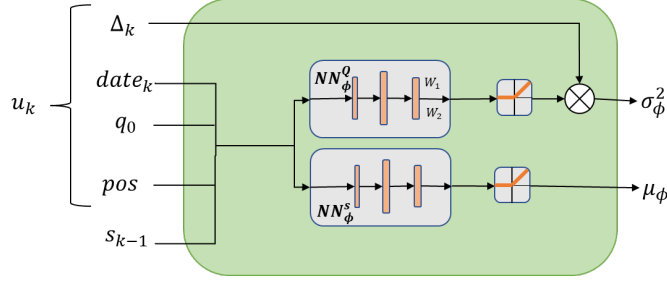 Δ_k
date_k
u_k
q_0
pos
s_{k-1}
NN_ϕ^Q
W_1
W_2
σ_ϕ^2
NN_ϕ^s
μ_ϕ